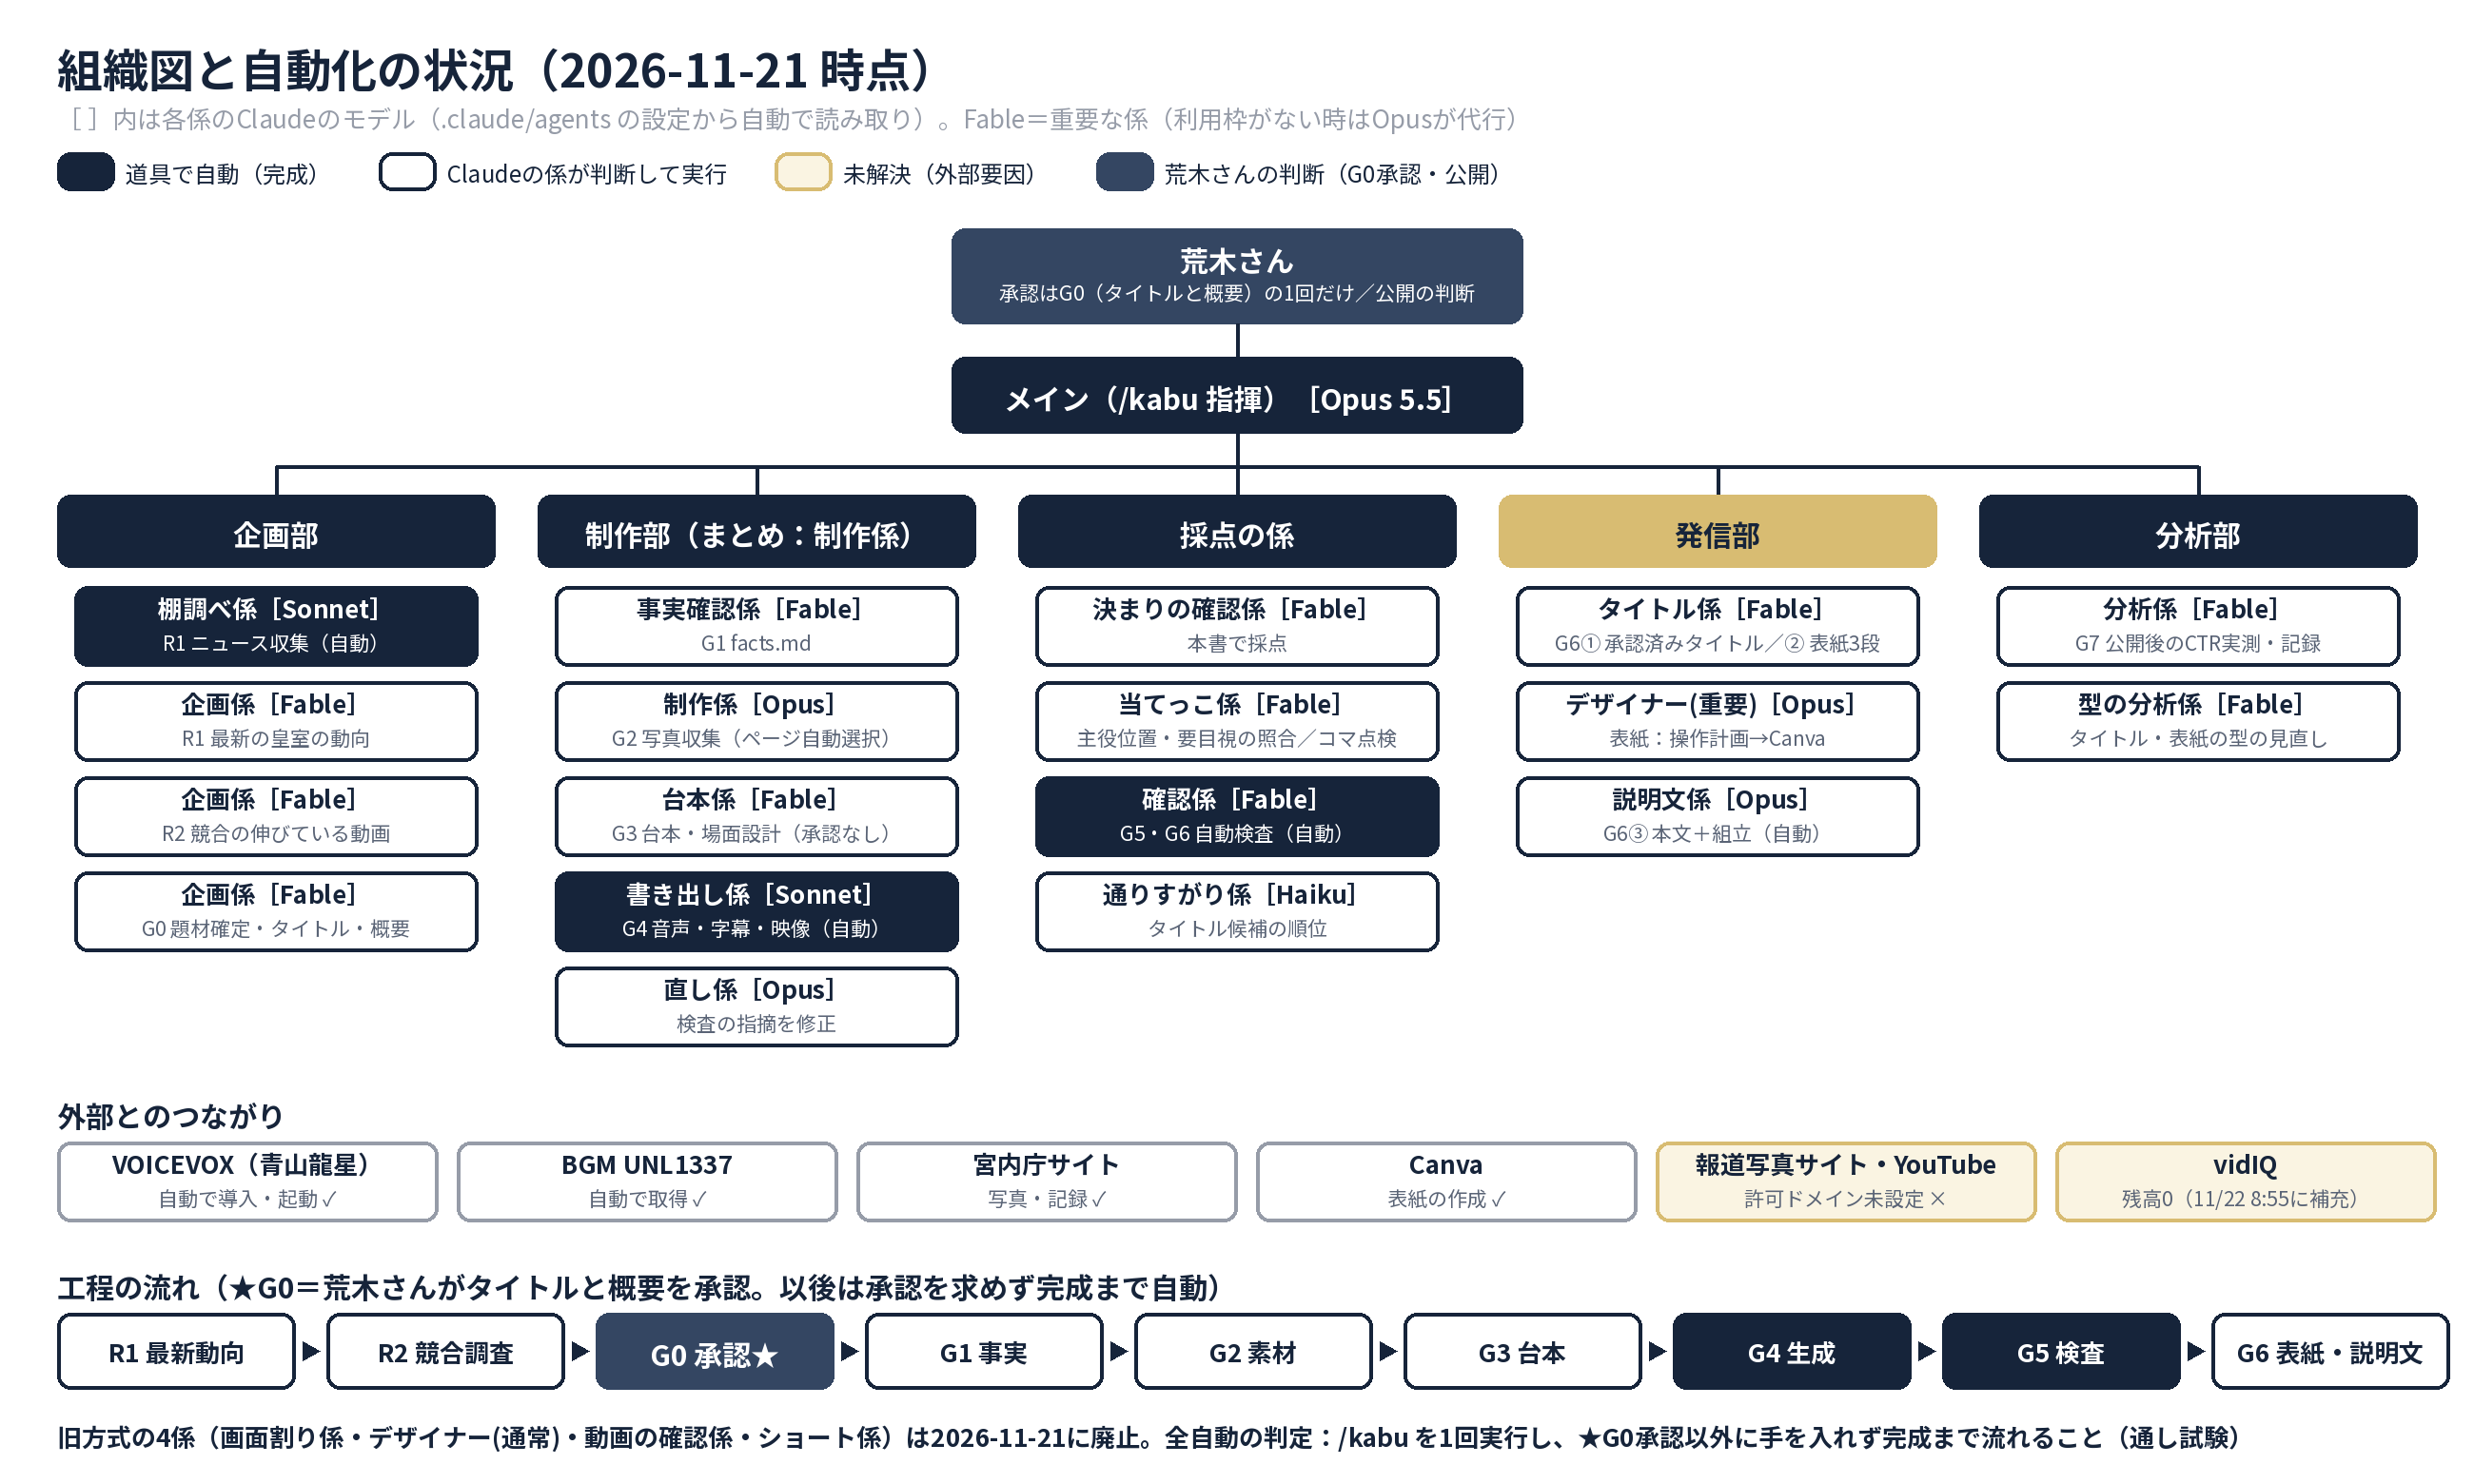 組織図と自動化の状況（2026-11-21 時点）
［ ］内は各係のClaudeのモデル（.claude/agents の設定から自動で読み取り）。Fable＝重要な係（利用枠がない時はOpusが代行）
道具で自動（完成）
Claudeの係が判断して実行
未解決（外部要因）
荒木さんの判断（G0承認・公開）
荒木さん
承認はG0（タイトルと概要）の1回だけ／公開の判断
メイン（/kabu 指揮）［Opus 5.5］
企画部
棚調べ係［Sonnet］
R1 ニュース収集（自動）
企画係［Fable］
R1 最新の皇室の動向
企画係［Fable］
R2 競合の伸びている動画
企画係［Fable］
G0 題材確定・タイトル・概要
制作部（まとめ：制作係）
事実確認係［Fable］
G1 facts.md
制作係［Opus］
G2 写真収集（ページ自動選択）
台本係［Fable］
G3 台本・場面設計（承認なし）
書き出し係［Sonnet］
G4 音声・字幕・映像（自動）
直し係［Opus］
検査の指摘を修正
採点の係
決まりの確認係［Fable］
本書で採点
当てっこ係［Fable］
主役位置・要目視の照合／コマ点検
確認係［Fable］
G5・G6 自動検査（自動）
通りすがり係［Haiku］
タイトル候補の順位
発信部
タイトル係［Fable］
G6① 承認済みタイトル／② 表紙3段
デザイナー(重要)［Opus］
表紙：操作計画→Canva
説明文係［Opus］
G6③ 本文＋組立（自動）
分析部
分析係［Fable］
G7 公開後のCTR実測・記録
型の分析係［Fable］
タイトル・表紙の型の見直し
外部とのつながり
VOICEVOX（青山龍星）
自動で導入・起動 ✓
BGM UNL1337
自動で取得 ✓
宮内庁サイト
写真・記録 ✓
Canva
表紙の作成 ✓
報道写真サイト・YouTube
許可ドメイン未設定 ×
vidIQ
残高0（11/22 8:55に補充）
工程の流れ（★G0＝荒木さんがタイトルと概要を承認。以後は承認を求めず完成まで自動）
R1 最新動向
R2 競合調査
G0 承認★
G1 事実
G2 素材
G3 台本
G4 生成
G5 検査
G6 表紙・説明文
旧方式の4係（画面割り係・デザイナー(通常)・動画の確認係・ショート係）は2026-11-21に廃止。全自動の判定：/kabu を1回実行し、★G0承認以外に手を入れず完成まで流れること（通し試験）